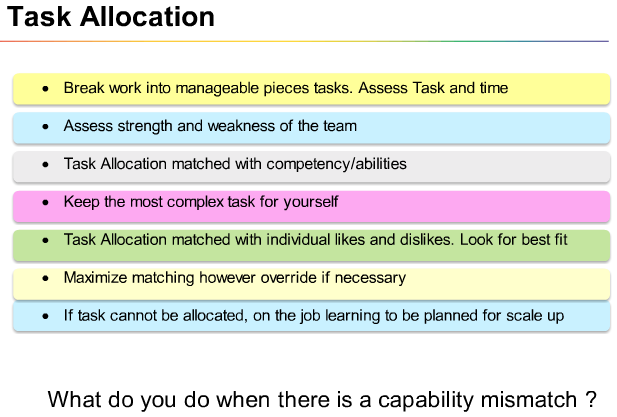 Task Allocation
• Break work into manageable pieces tasks. Assess Task and time
• Assess strength and weakness of the team
• Task Allocation matched with competency/abilities
• Keep the most complex task for yourself
• Task Allocation matched with individual likes and dislikes. Look for best fit
• Maximize matching however override if necessary
• If task cannot be allocated, on the job learning to be planned for scale up
What do you do when there is a capability mismatch ?